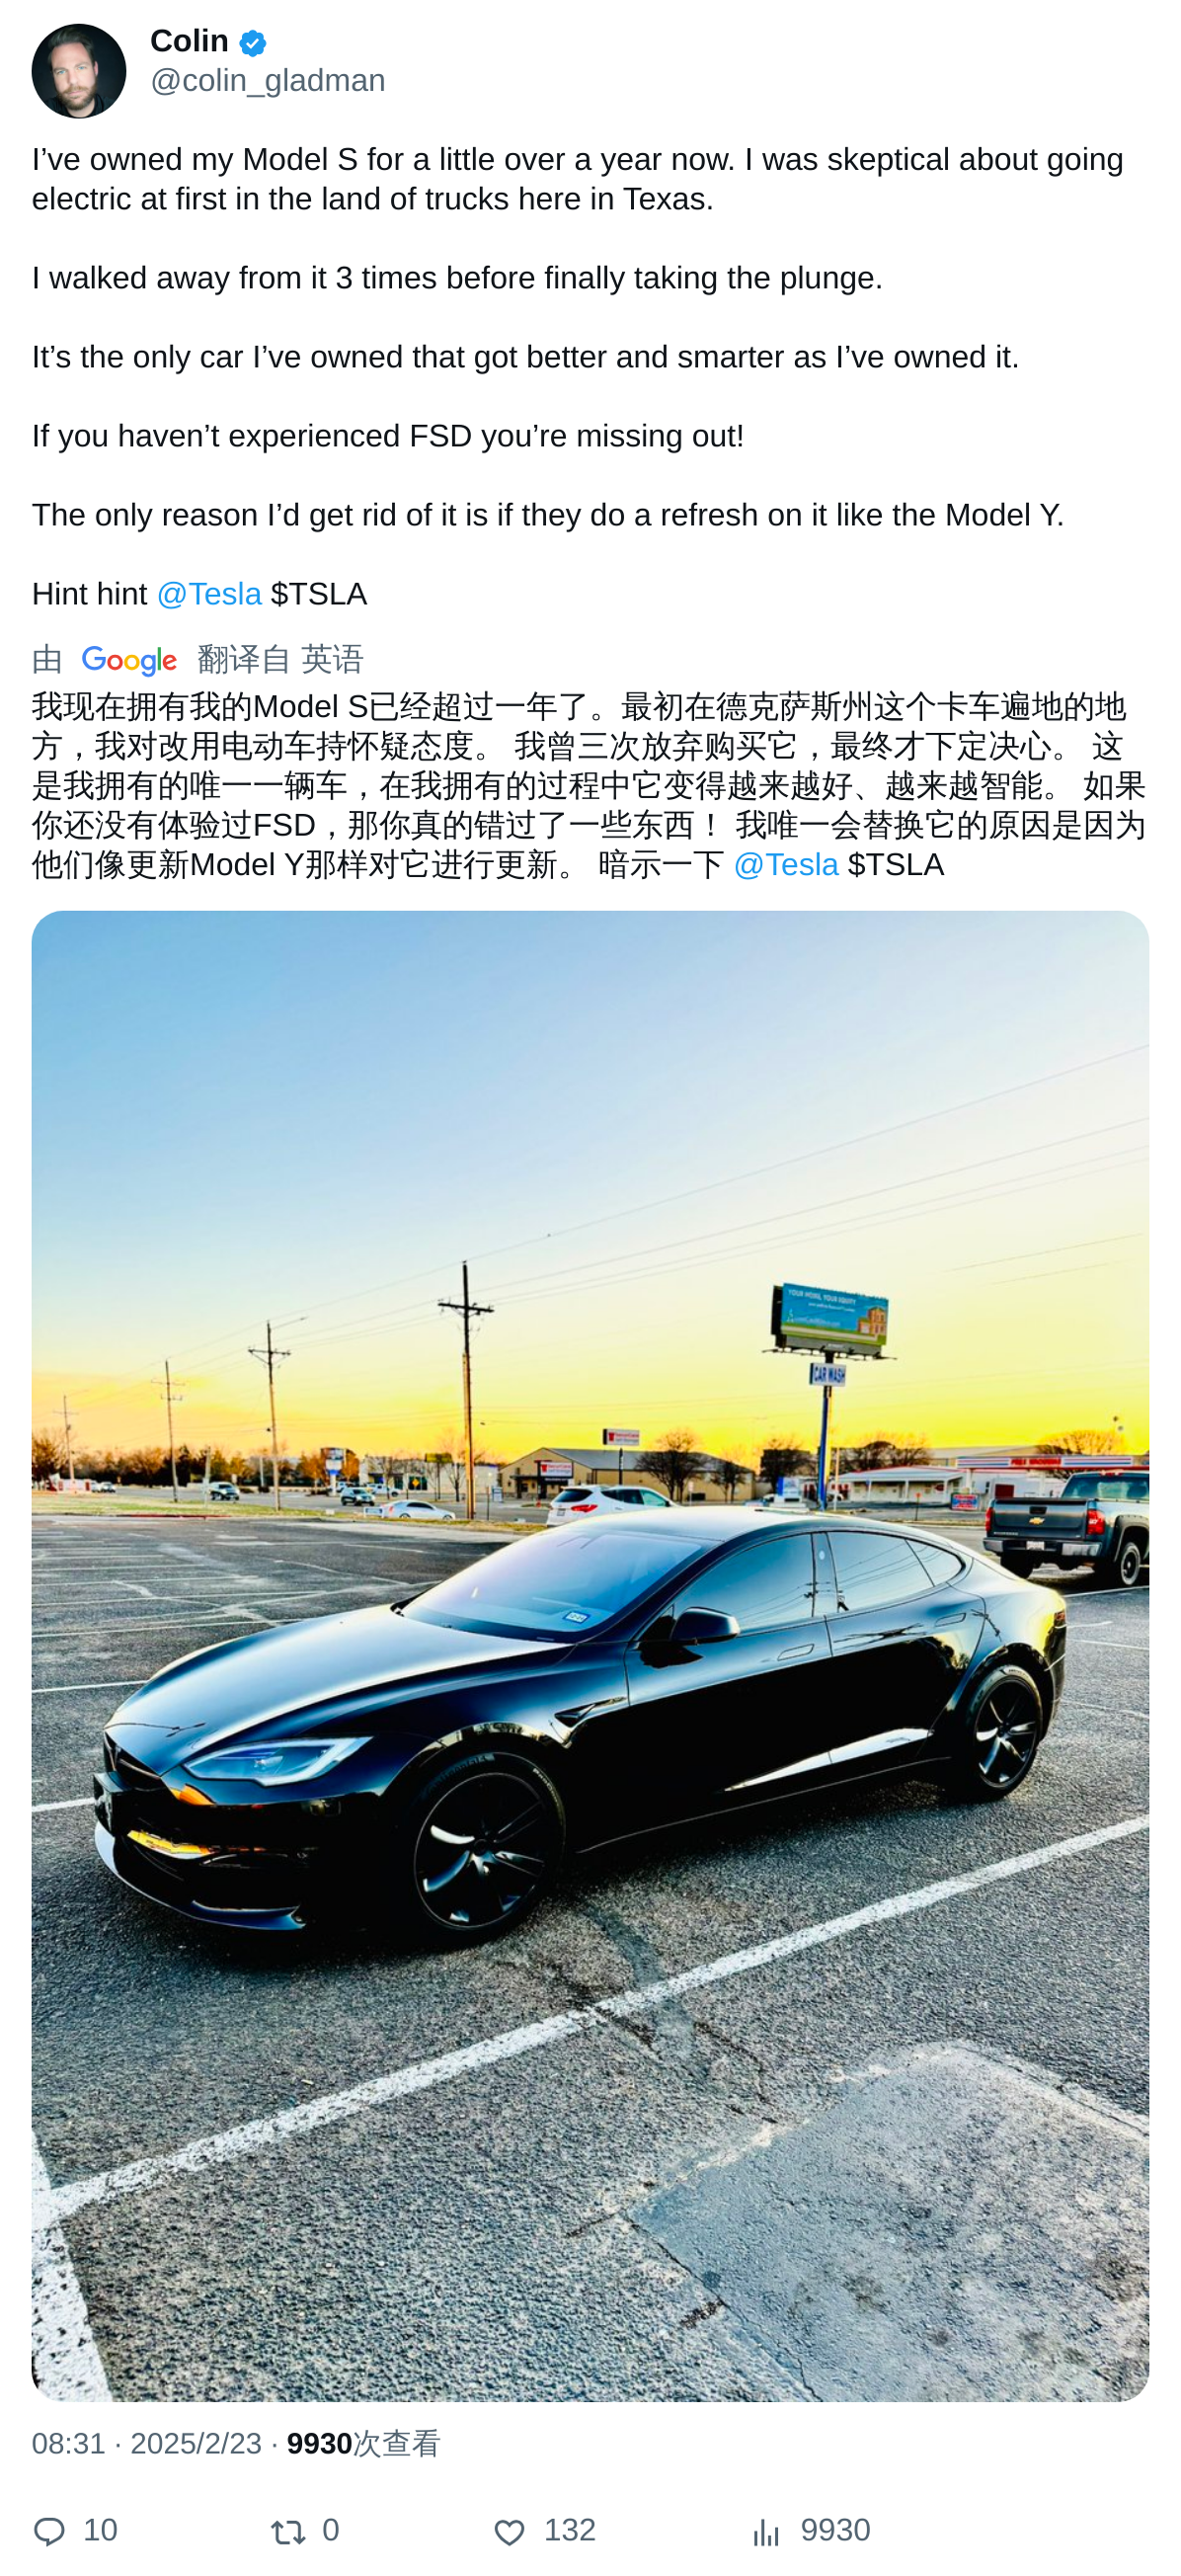 Colin
@colin_gladman
I’ve owned my Model S for a little over a year now. I was skeptical about going
electric at first in the land of trucks here in Texas.
I walked away from it 3 times before finally taking the plunge.
It’s the only car I’ve owned that got better and smarter as I’ve owned it.
If you haven’t experienced FSD you’re missing out!
The only reason I’d get rid of it is if they do a refresh on it like the Model Y.
Hint hint @Tesla $TSLA
由 Google 翻译自 英语
我现在拥有我的Model S已经超过一年了。最初在德克萨斯州这个卡车遍地的地
方，我对改用电动车持怀疑态度。 我曾三次放弃购买它，最终才下定决心。 这
是我拥有的唯一一辆车，在我拥有的过程中它变得越来越好、越来越智能。 如果
你还没有体验过FSD，那你真的错过了一些东西！ 我唯一会替换它的原因是因为
他们像更新Model Y那样对它进行更新。 暗示一下 @Tesla $TSLA
YOUR HOME, YOUR EQUITY
CAR WASH
08:31 · 2025/2/23 · 9930次查看
10 0 132 9930